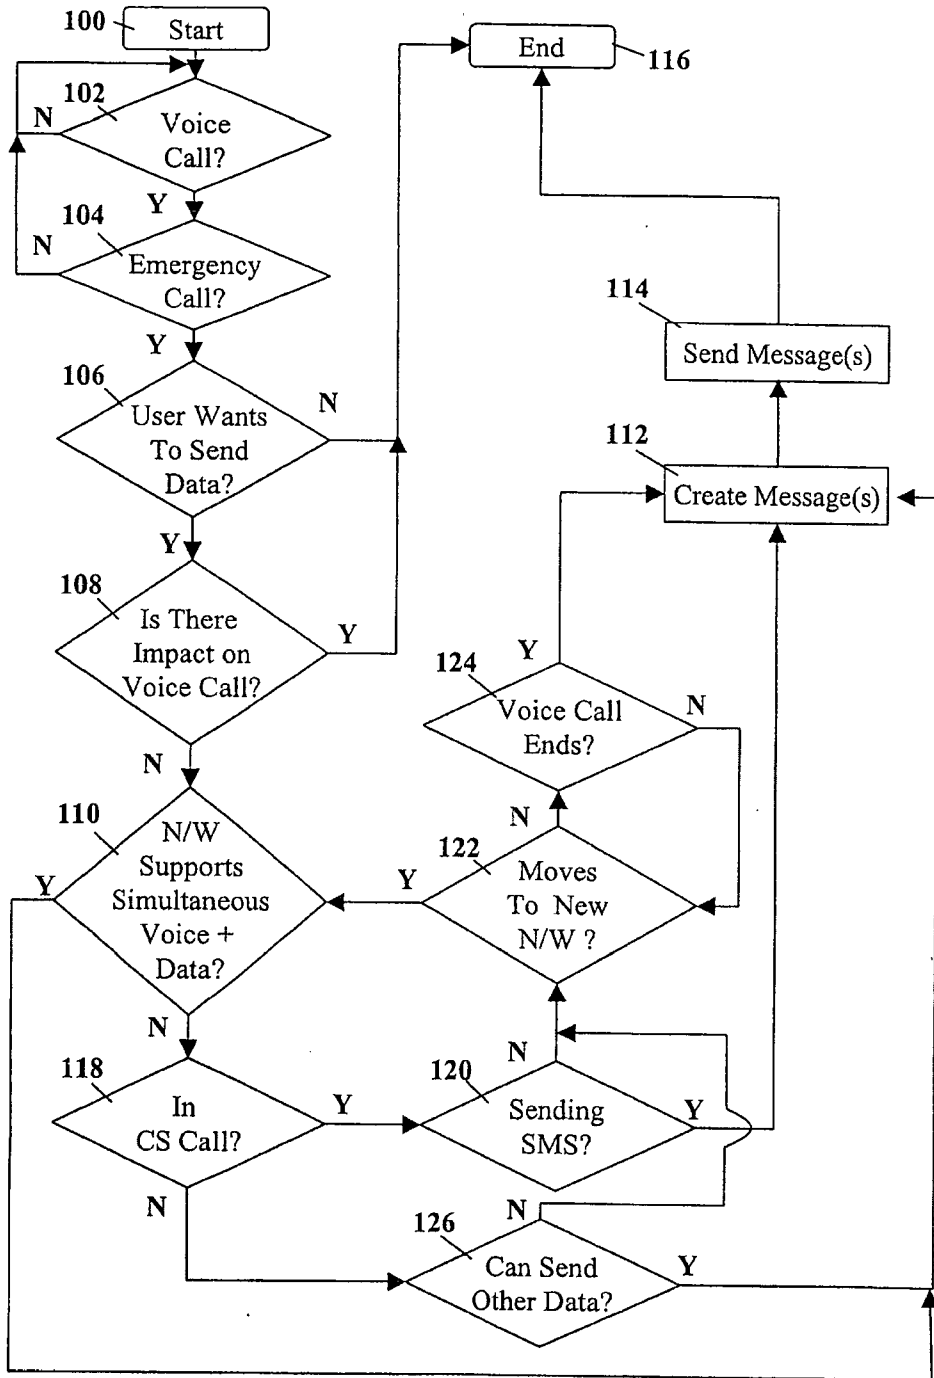 100
Start
End
116
102
N
Voice
Call?
Y
104
N
Emergency
Call?
Y
106
User Wants
To Send
Data?
N
Y
108
Is There
Impact on
Voice Call?
Y
N
114
Send Message(s)
112
Create Message(s)
124
Y
Voice Call
Ends?
N
110
N/W
Supports
Simultaneous
Voice +
Data?
Y
N
122
N
Moves
To New
N/W ?
Y
118
In
CS Call?
Y
N
120
N
Sending
SMS?
Y
126
N
Can Send
Other Data?
Y